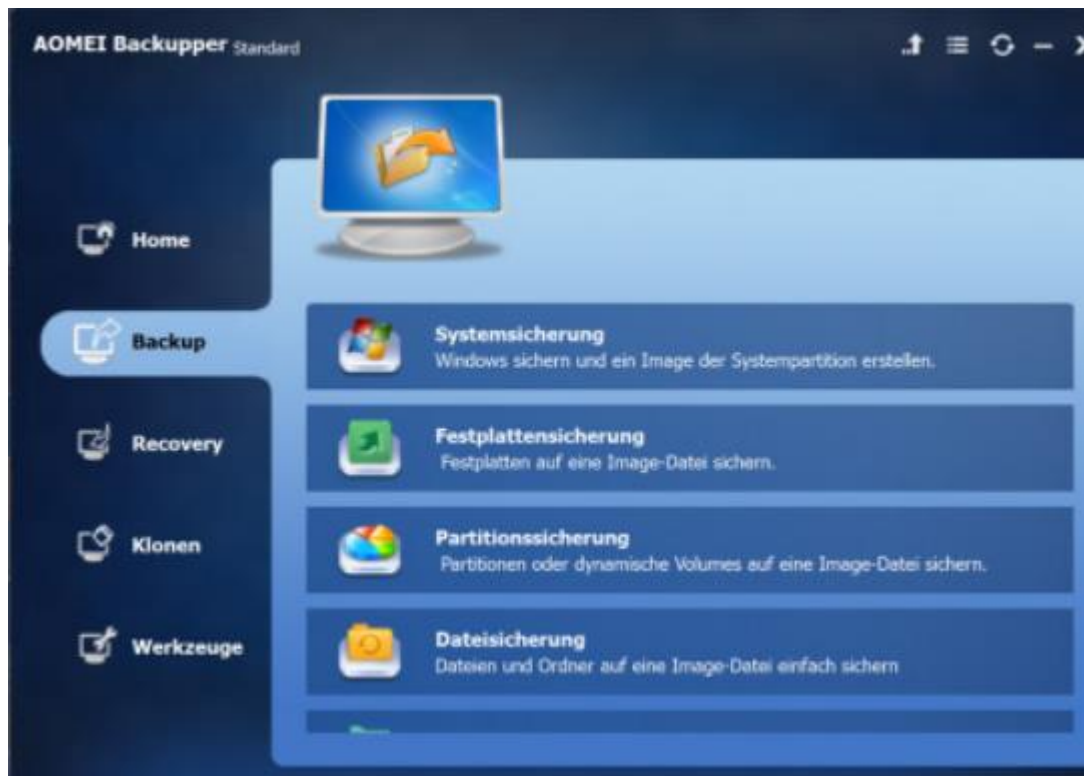 AOMEI Backupper Standard
Home
Backup
Recovery
Klonen
Werkzeuge
Systemsicherung
Windows sichern und ein Image der Systempartition erstellen.
Festplattensicherung
Festplatten auf eine Image-Datei sichern.
Partitionssicherung
Partitionen oder dynamische Volumes auf eine Image-Datei sichern.
Dateisicherung
Dateien und Ordner auf eine Image-Datei einfach sichern